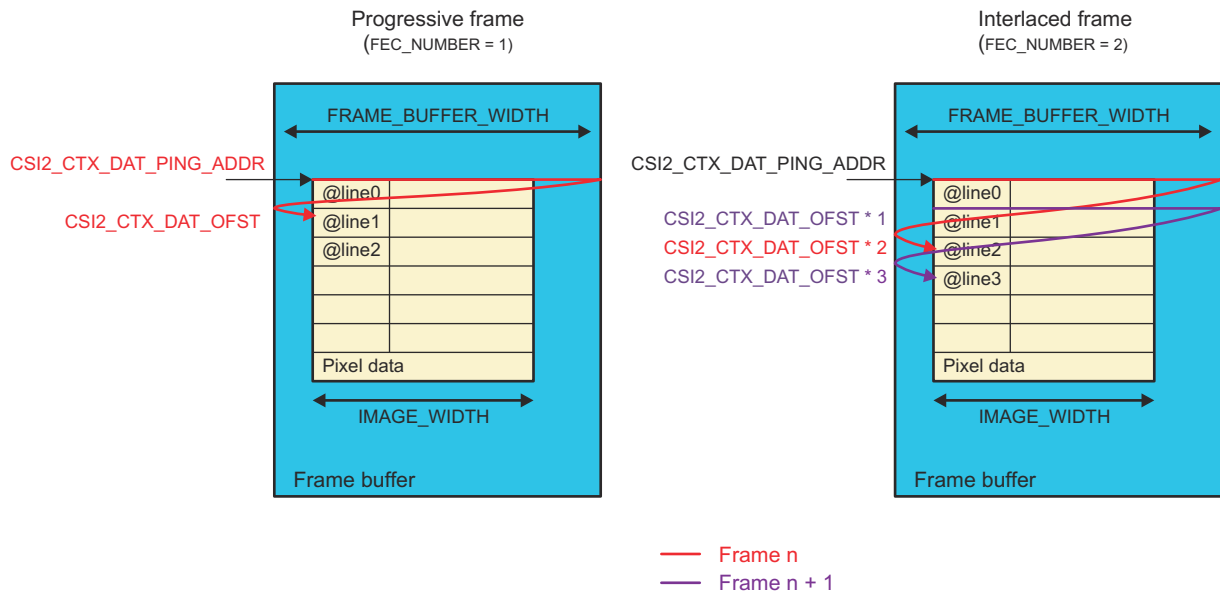 Progressive frame
(FEC_NUMBER = 1)
FRAME_BUFFER_WIDTH
CSI2_CTX_DAT_PING_ADDR
CSI2_CTX_DAT_OFST
@line0
@line1
@line2
Pixel data
IMAGE_WIDTH
Frame buffer
Interlaced frame
(FEC_NUMBER = 2)
FRAME_BUFFER_WIDTH
CSI2_CTX_DAT_PING_ADDR
CSI2_CTX_DAT_OFST * 1
CSI2_CTX_DAT_OFST * 2
CSI2_CTX_DAT_OFST * 3
@line0
@line1
@line2
@line3
Pixel data
IMAGE_WIDTH
Frame buffer
Frame n
Frame n + 1